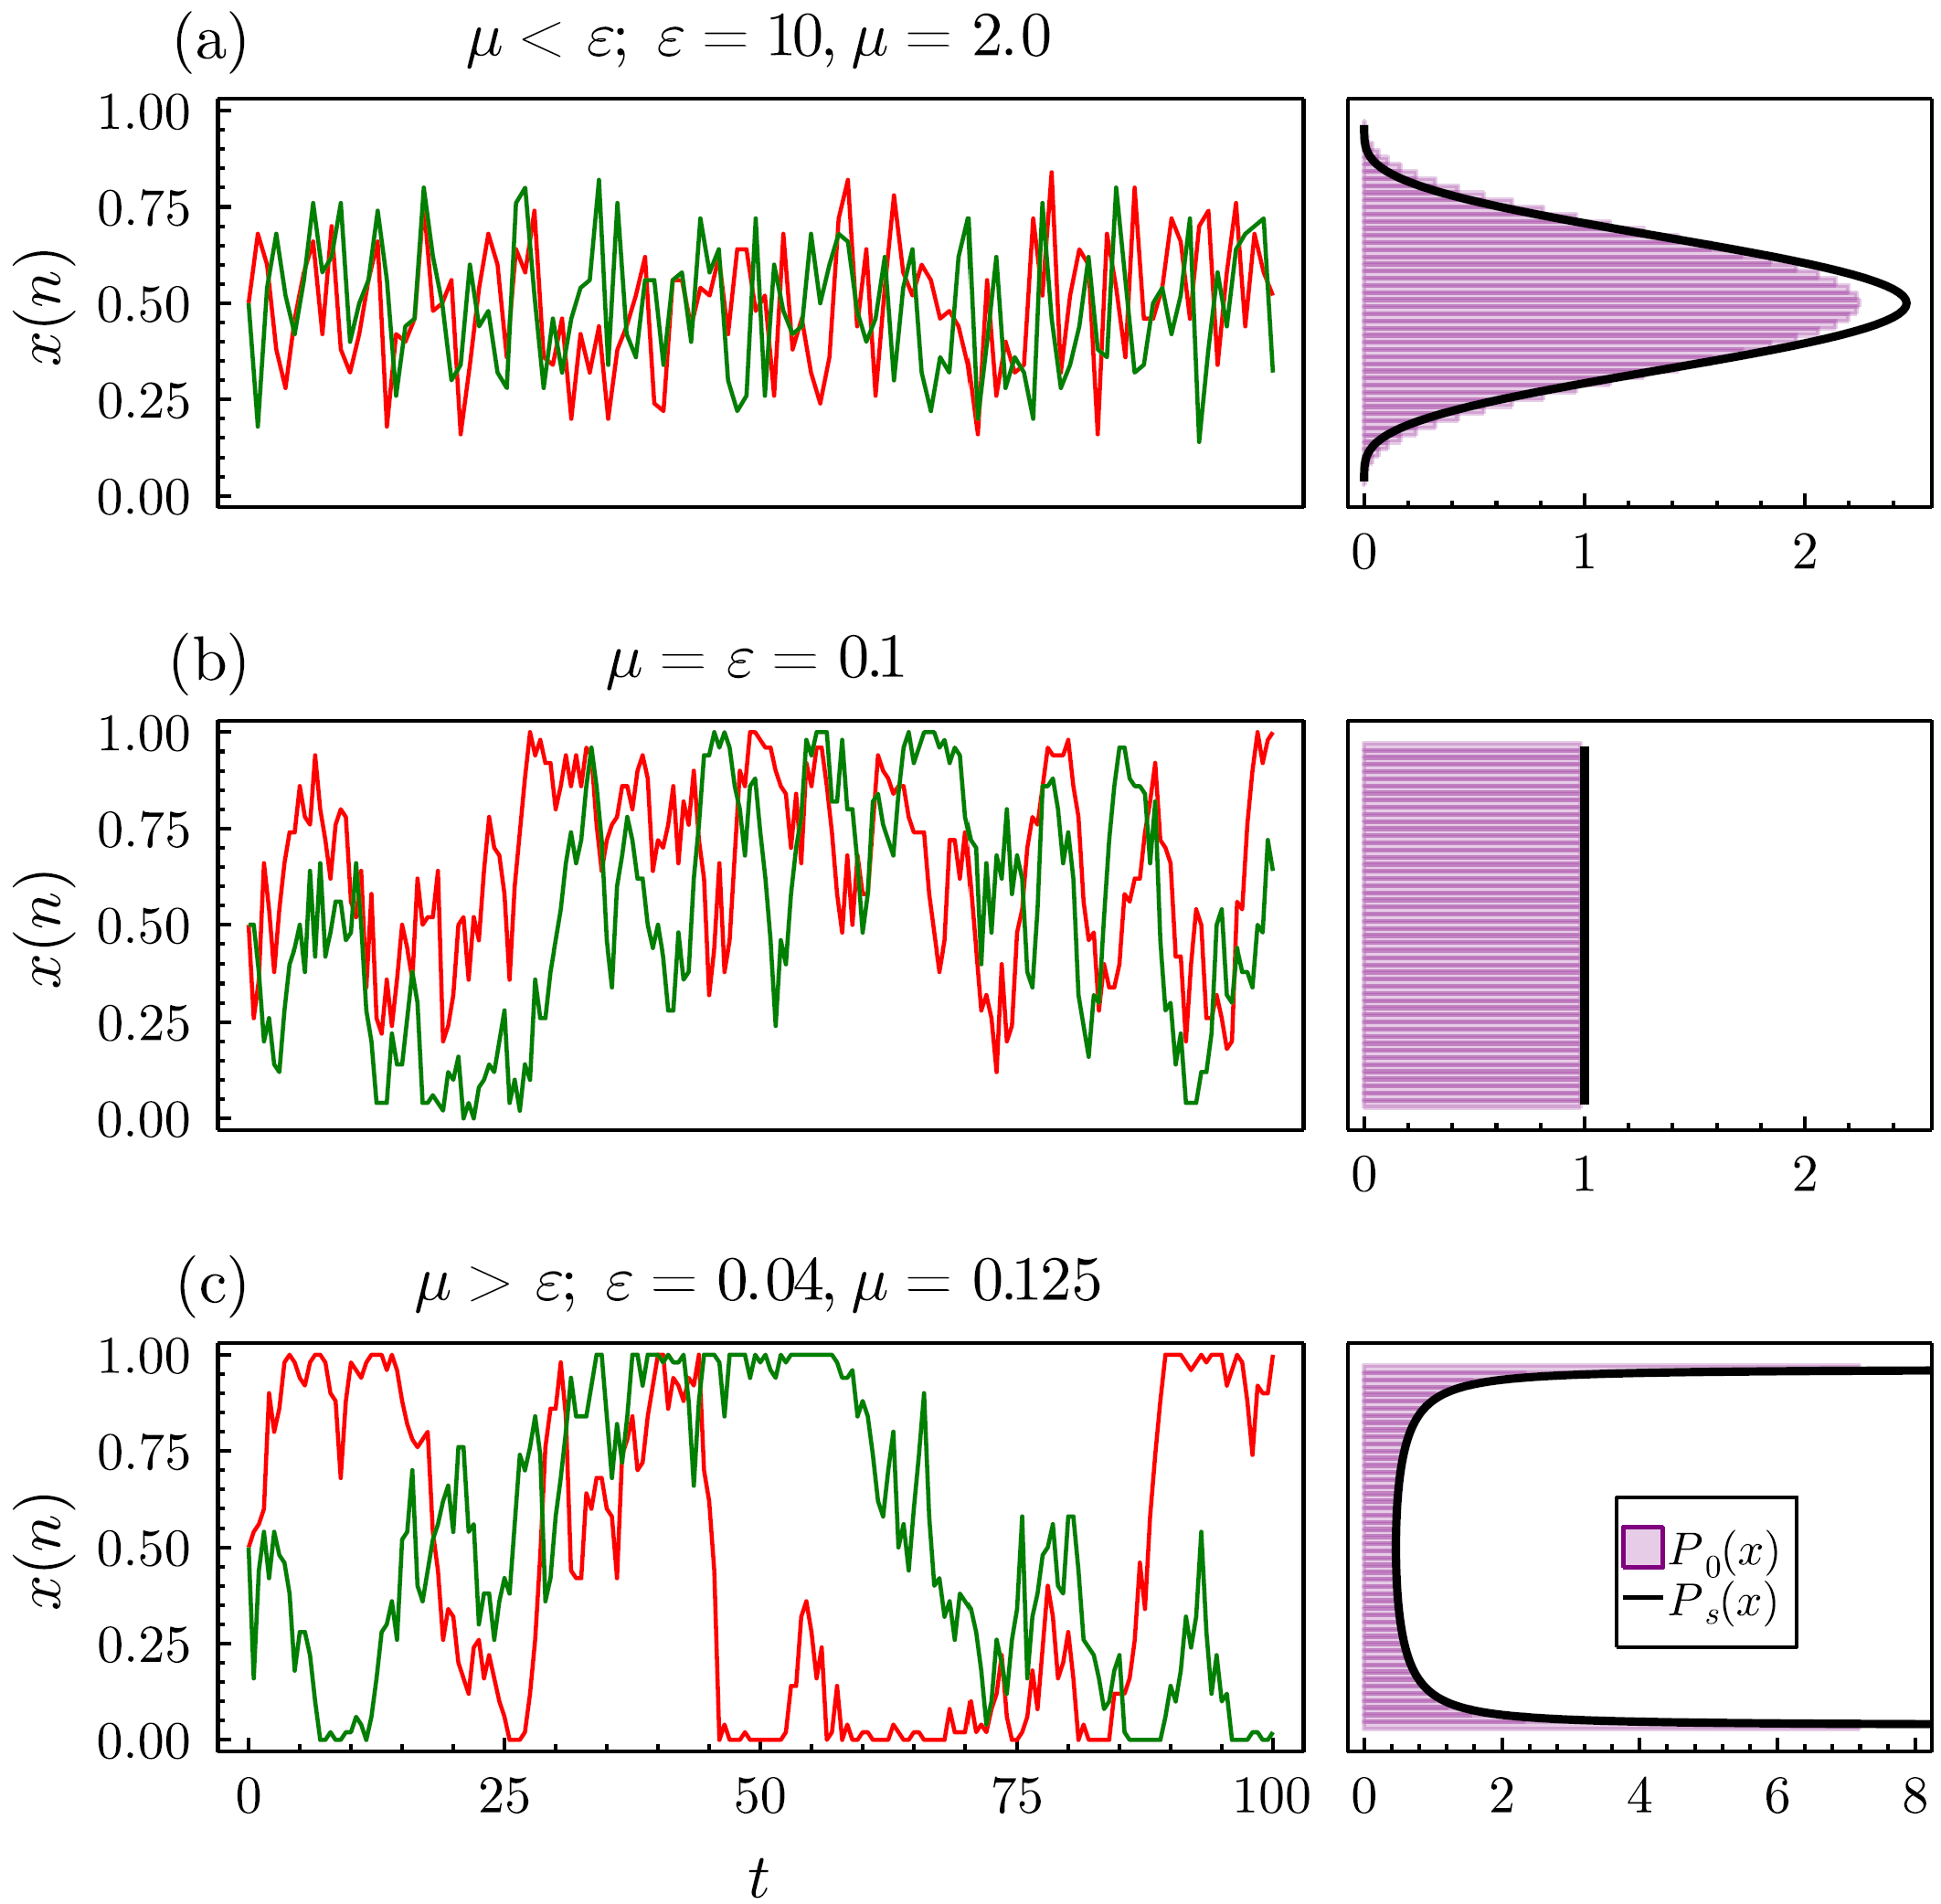 (a) μ < ε; ε = 10, μ = 2.0
1.00
0.75
0.50
0.25
0.00
x(n)
0 1 2
(b) μ = ε = 0.1
1.00
0.75
0.50
0.25
0.00
x(n)
0 1 2
(c) μ > ε; ε = 0.04, μ = 0.125
1.00
0.75
0.50
0.25
0.00
x(n)
P₀(x)
Pₛ(x)
0 25 50 75 100 0 2 4 6 8
t